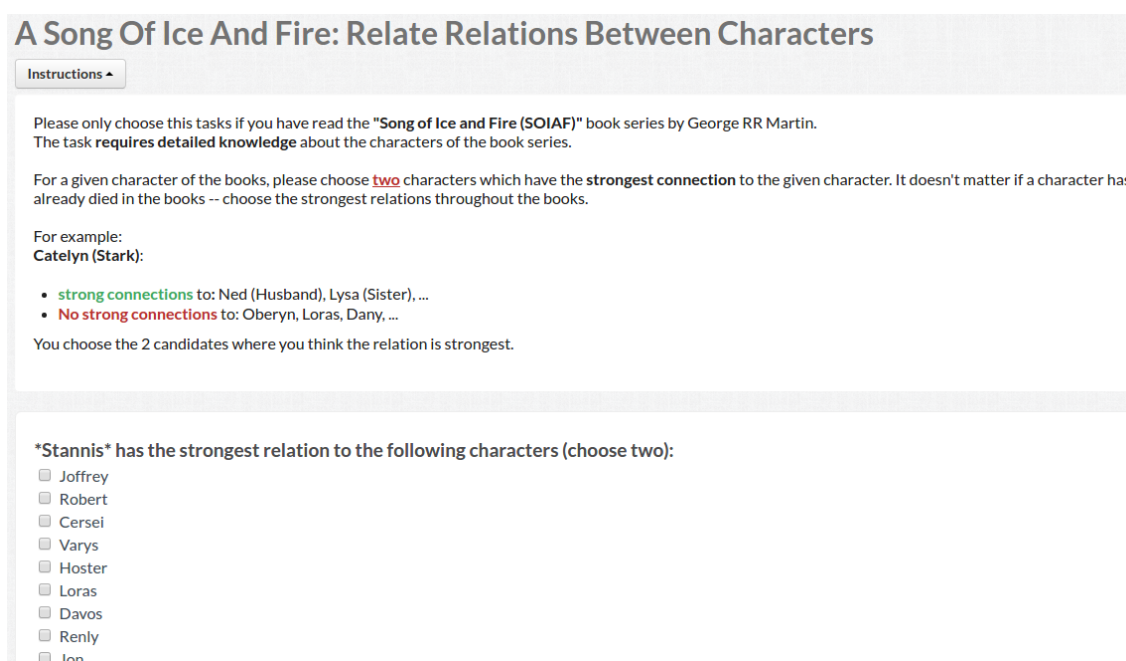 A Song Of Ice And Fire: Relate Relations Between Characters
Instructions
Please only choose this tasks if you have read the "Song of Ice and Fire (SOIAF)" book series by George RR Martin.
The task requires detailed knowledge about the characters of the book series.
For a given character of the books, please choose two characters which have the strongest connection to the given character. It doesn't matter if a character has
already died in the books -- choose the strongest relations throughout the books.
For example:
Catelyn (Stark):
strong connections to: Ned (Husband), Lysa (Sister), ...
No strong connections to: Oberyn, Loras, Dany, ...
You choose the 2 candidates where you think the relation is strongest.
*Stannis* has the strongest relation to the following characters (choose two):
Joffrey
Robert
Cersei
Varys
Hoster
Loras
Davos
Renly
Jon